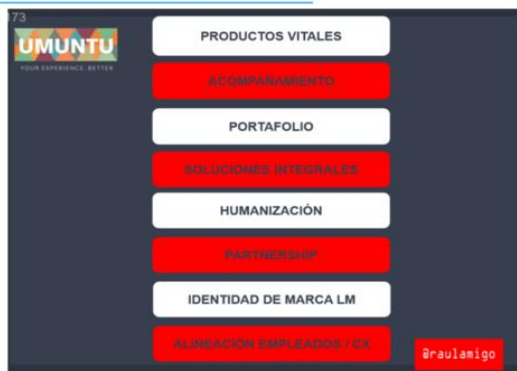 173
UMUNTU
YOUR EXPERIENCE, BETTER
PRODUCTOS VITALES
ACOMPAÑAMIENTO
PORTAFOLIO
SOLUCIONES INTEGRALES
HUMANIZACIÓN
PARTNERSHIP
IDENTIDAD DE MARCA LM
ALINEACIÓN EMPLEADOS / CX
@raulamigo